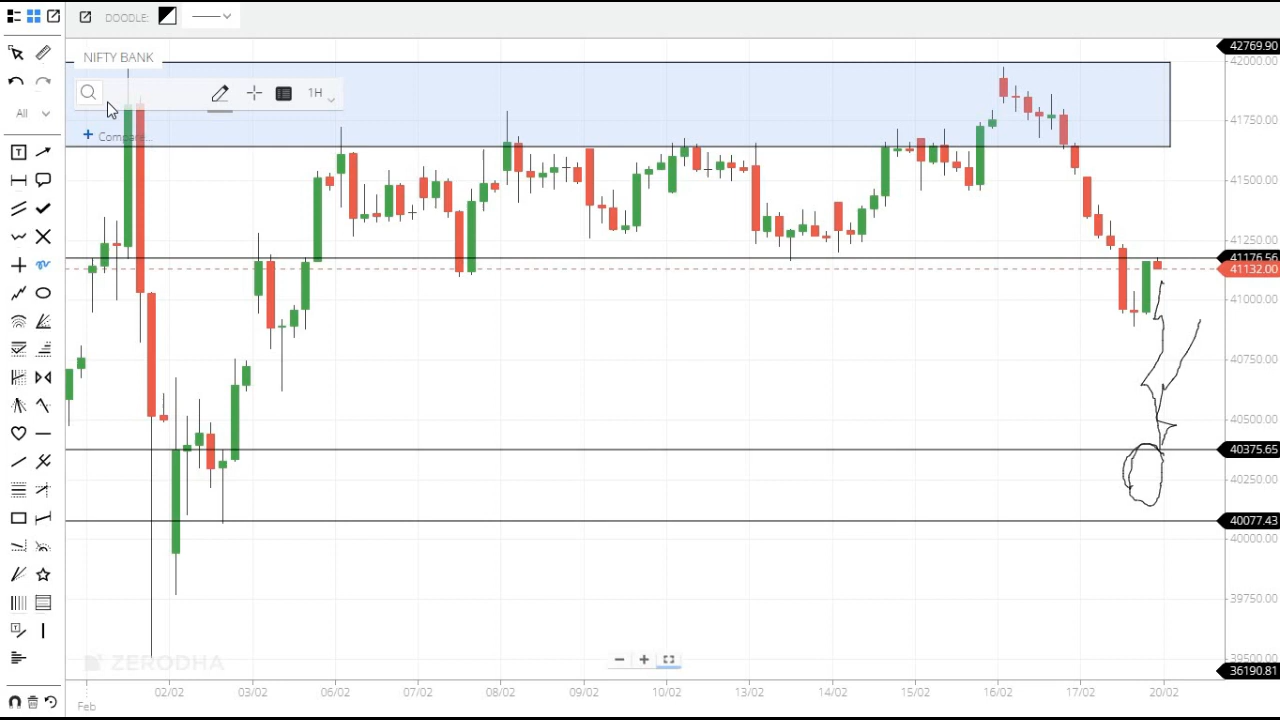 DOODLE:
42769.90
NIFTY BANK
42000.00
1H
41750.00
+ Compare...
All
41500.00
41250.00
41176.56
41132.00
41000.00
40750.00
40500.00
40375.65
40250.00
40077.43
40000.00
39750.00
ZERODHA
39500.00
36190.81
02/02 03/02 06/02 07/02 08/02 09/02 10/02 13/02 14/02 15/02 16/02 17/02 20/02
Feb